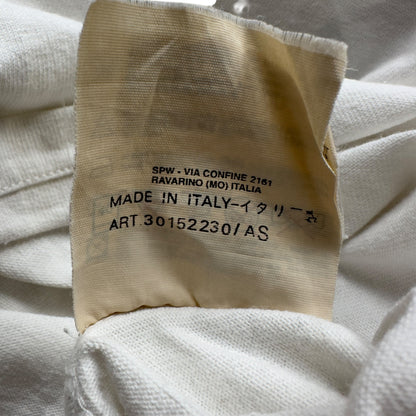 SPW - VIA CONFINE 2161
RAVARINO (MO) ITALIA
MADE IN ITALY-イタリー製
ART.30152230/AS